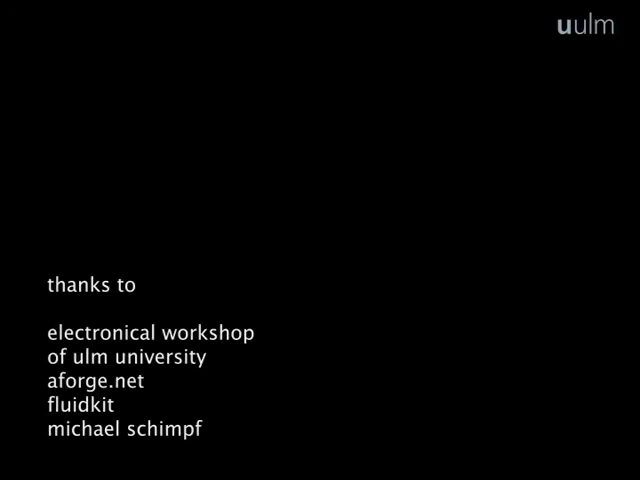 uulm
thanks to
electronical workshop
of ulm university
aforge.net
fluidkit
michael schimpf